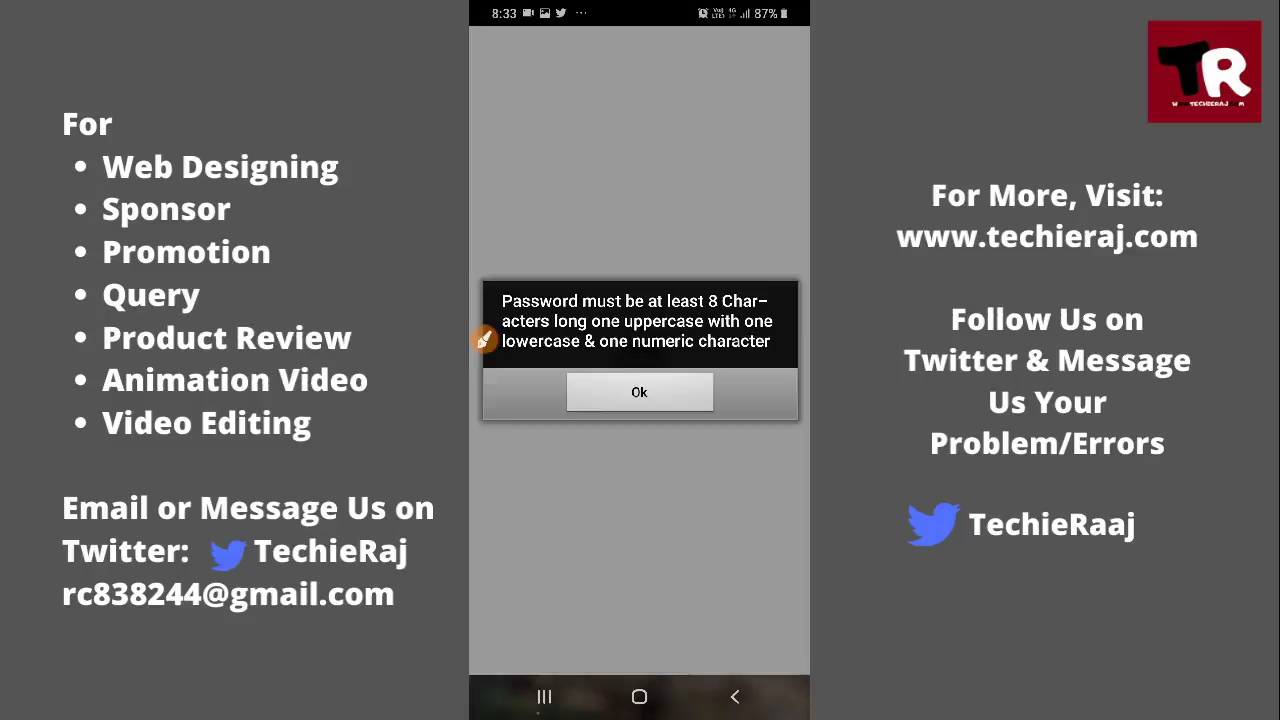 For
• Web Designing
• Sponsor
• Promotion
• Query
• Product Review
• Animation Video
• Video Editing
Email or Message Us on
Twitter: TechieRaj
rc838244@gmail.com
8:33
87%
Password must be at least 8 Char-
acters long one uppercase with one
lowercase & one numeric character
Ok
TR
WWW.TECHIERAJ.COM
For More, Visit:
www.techieraj.com
Follow Us on
Twitter & Message
Us Your
Problem/Errors
TechieRaaj